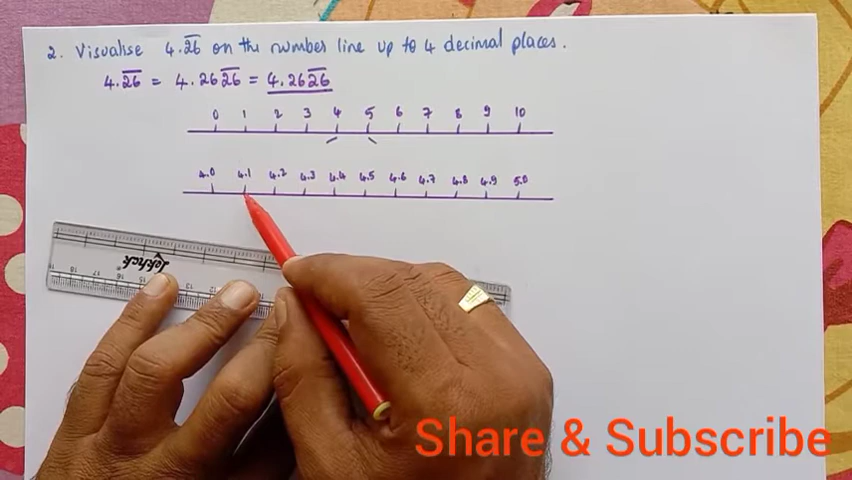 2. Visualise 4.2̅6̅ on the number line up to 4 decimal places.
4.2̅6̅ = 4.262̅6̅ = 4.262̅6̅
0 1 2 3 4 5 6 7 8 9 10
4.0 4.1 4.2 4.3 4.4 4.5 4.6 4.7 4.8 4.9 5.0
Share & Subscribe